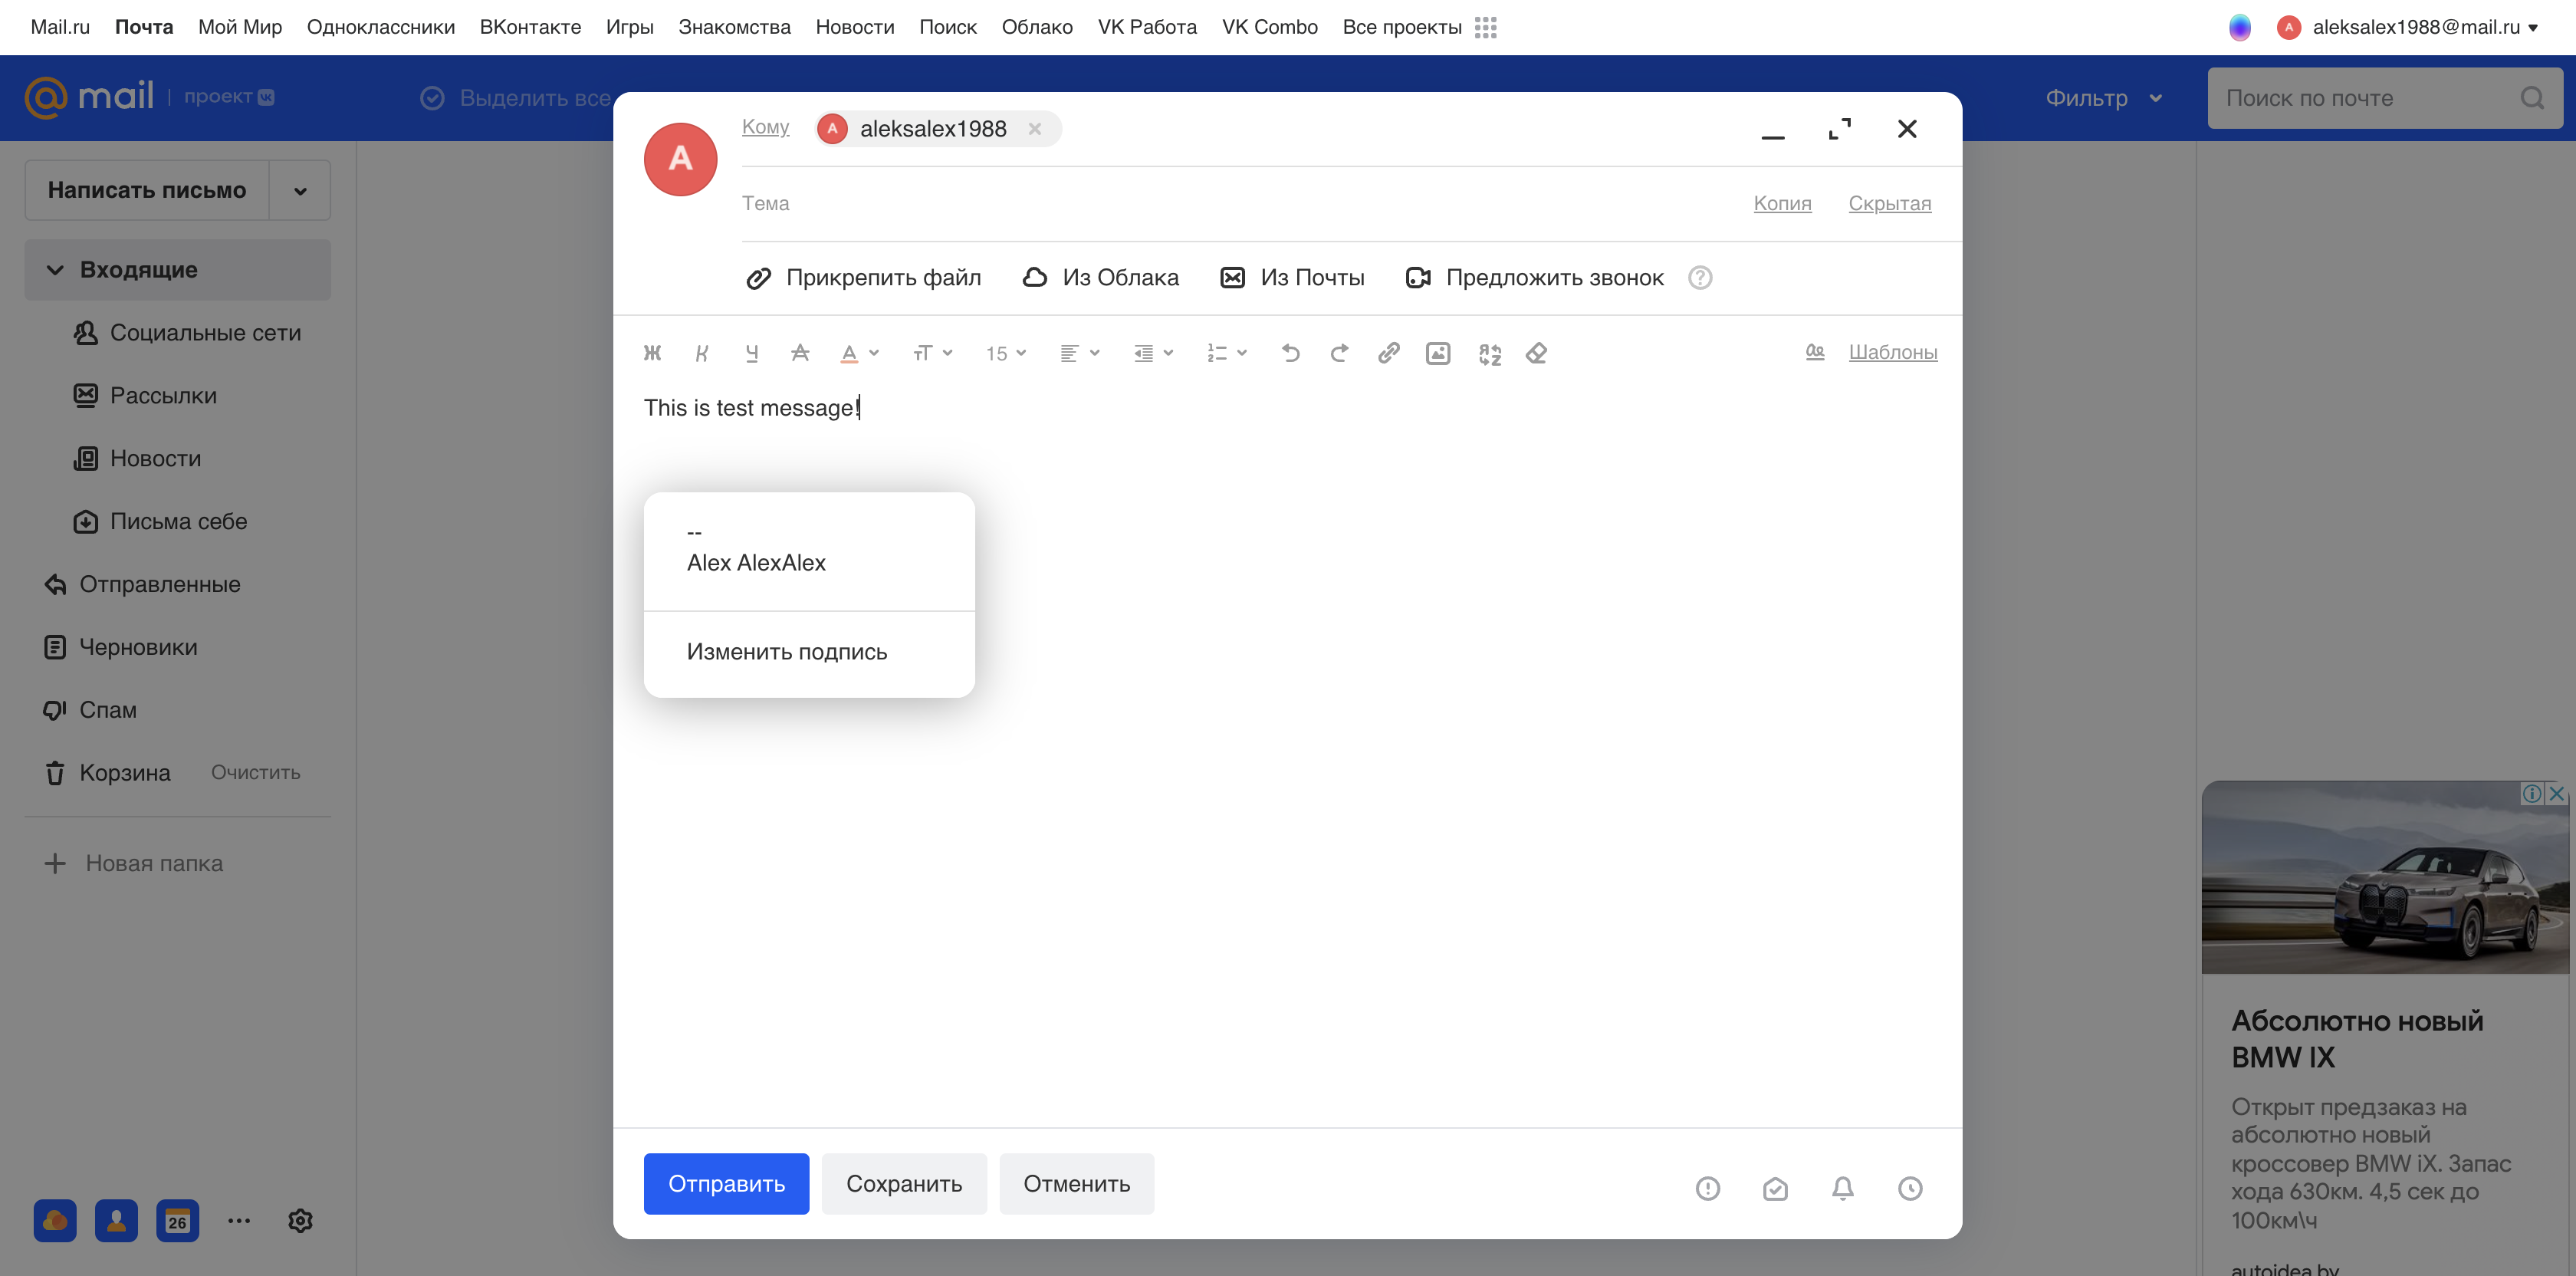 Mail.ru Почта Мой Мир Одноклассники ВКонтакте Игры Знакомства Новости Поиск Облако VK Работа VK Combo Все проекты
A aleksalex1988@mail.ru
@mail | проект VK
Выделить все
Фильтр
Поиск по почте
Написать письмо
Входящие
Социальные сети
Рассылки
Новости
Письма себе
Отправленные
Черновики
Спам
Корзина Очистить
Новая папка
26
A
Кому A aleksalex1988
Тема Копия Скрытая
Прикрепить файл Из Облака Из Почты Предложить звонок ?
Ж К Ч А А тТ 15 Шаблоны
This is test message!
--
Alex AlexAlex
Изменить подпись
Отправить Сохранить Отменить
Абсолютно новый
BMW IX
Открыт предзаказ на
абсолютно новый
кроссовер BMW iX. Запас
хода 630км. 4,5 сек до
100км\ч
autoidea.by